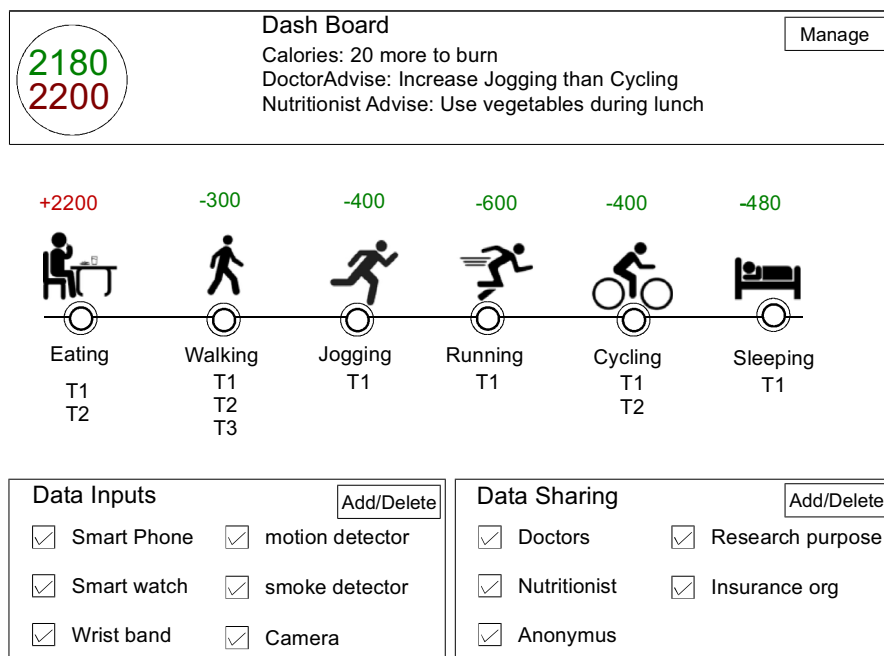 Dash Board
Manage
2180
2200
Calories: 20 more to burn
DoctorAdvise: Increase Jogging than Cycling
Nutritionist Advise: Use vegetables during lunch
+2200 -300 -400 -600 -400 -480
Eating Walking Jogging Running Cycling Sleeping
T1 T1 T1 T1 T1 T1
T2 T2 T2
T3
Data Inputs
Add/Delete
Smart Phone motion detector
Smart watch smoke detector
Wrist band Camera
Data Sharing
Add/Delete
Doctors Research purpose
Nutritionist Insurance org
Anonymus